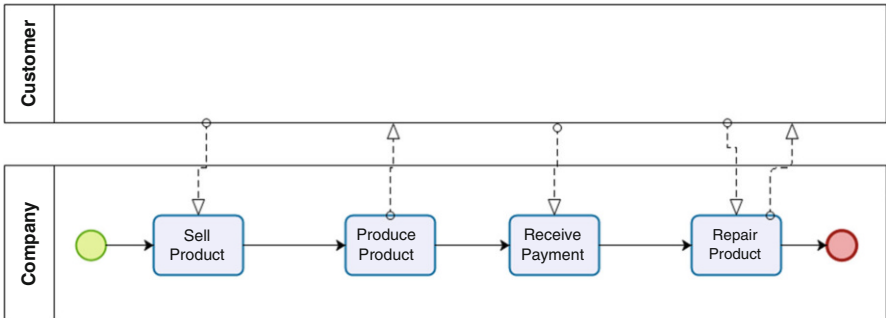 Customer
Company
Sell
Product
Produce
Product
Receive
Payment
Repair
Product